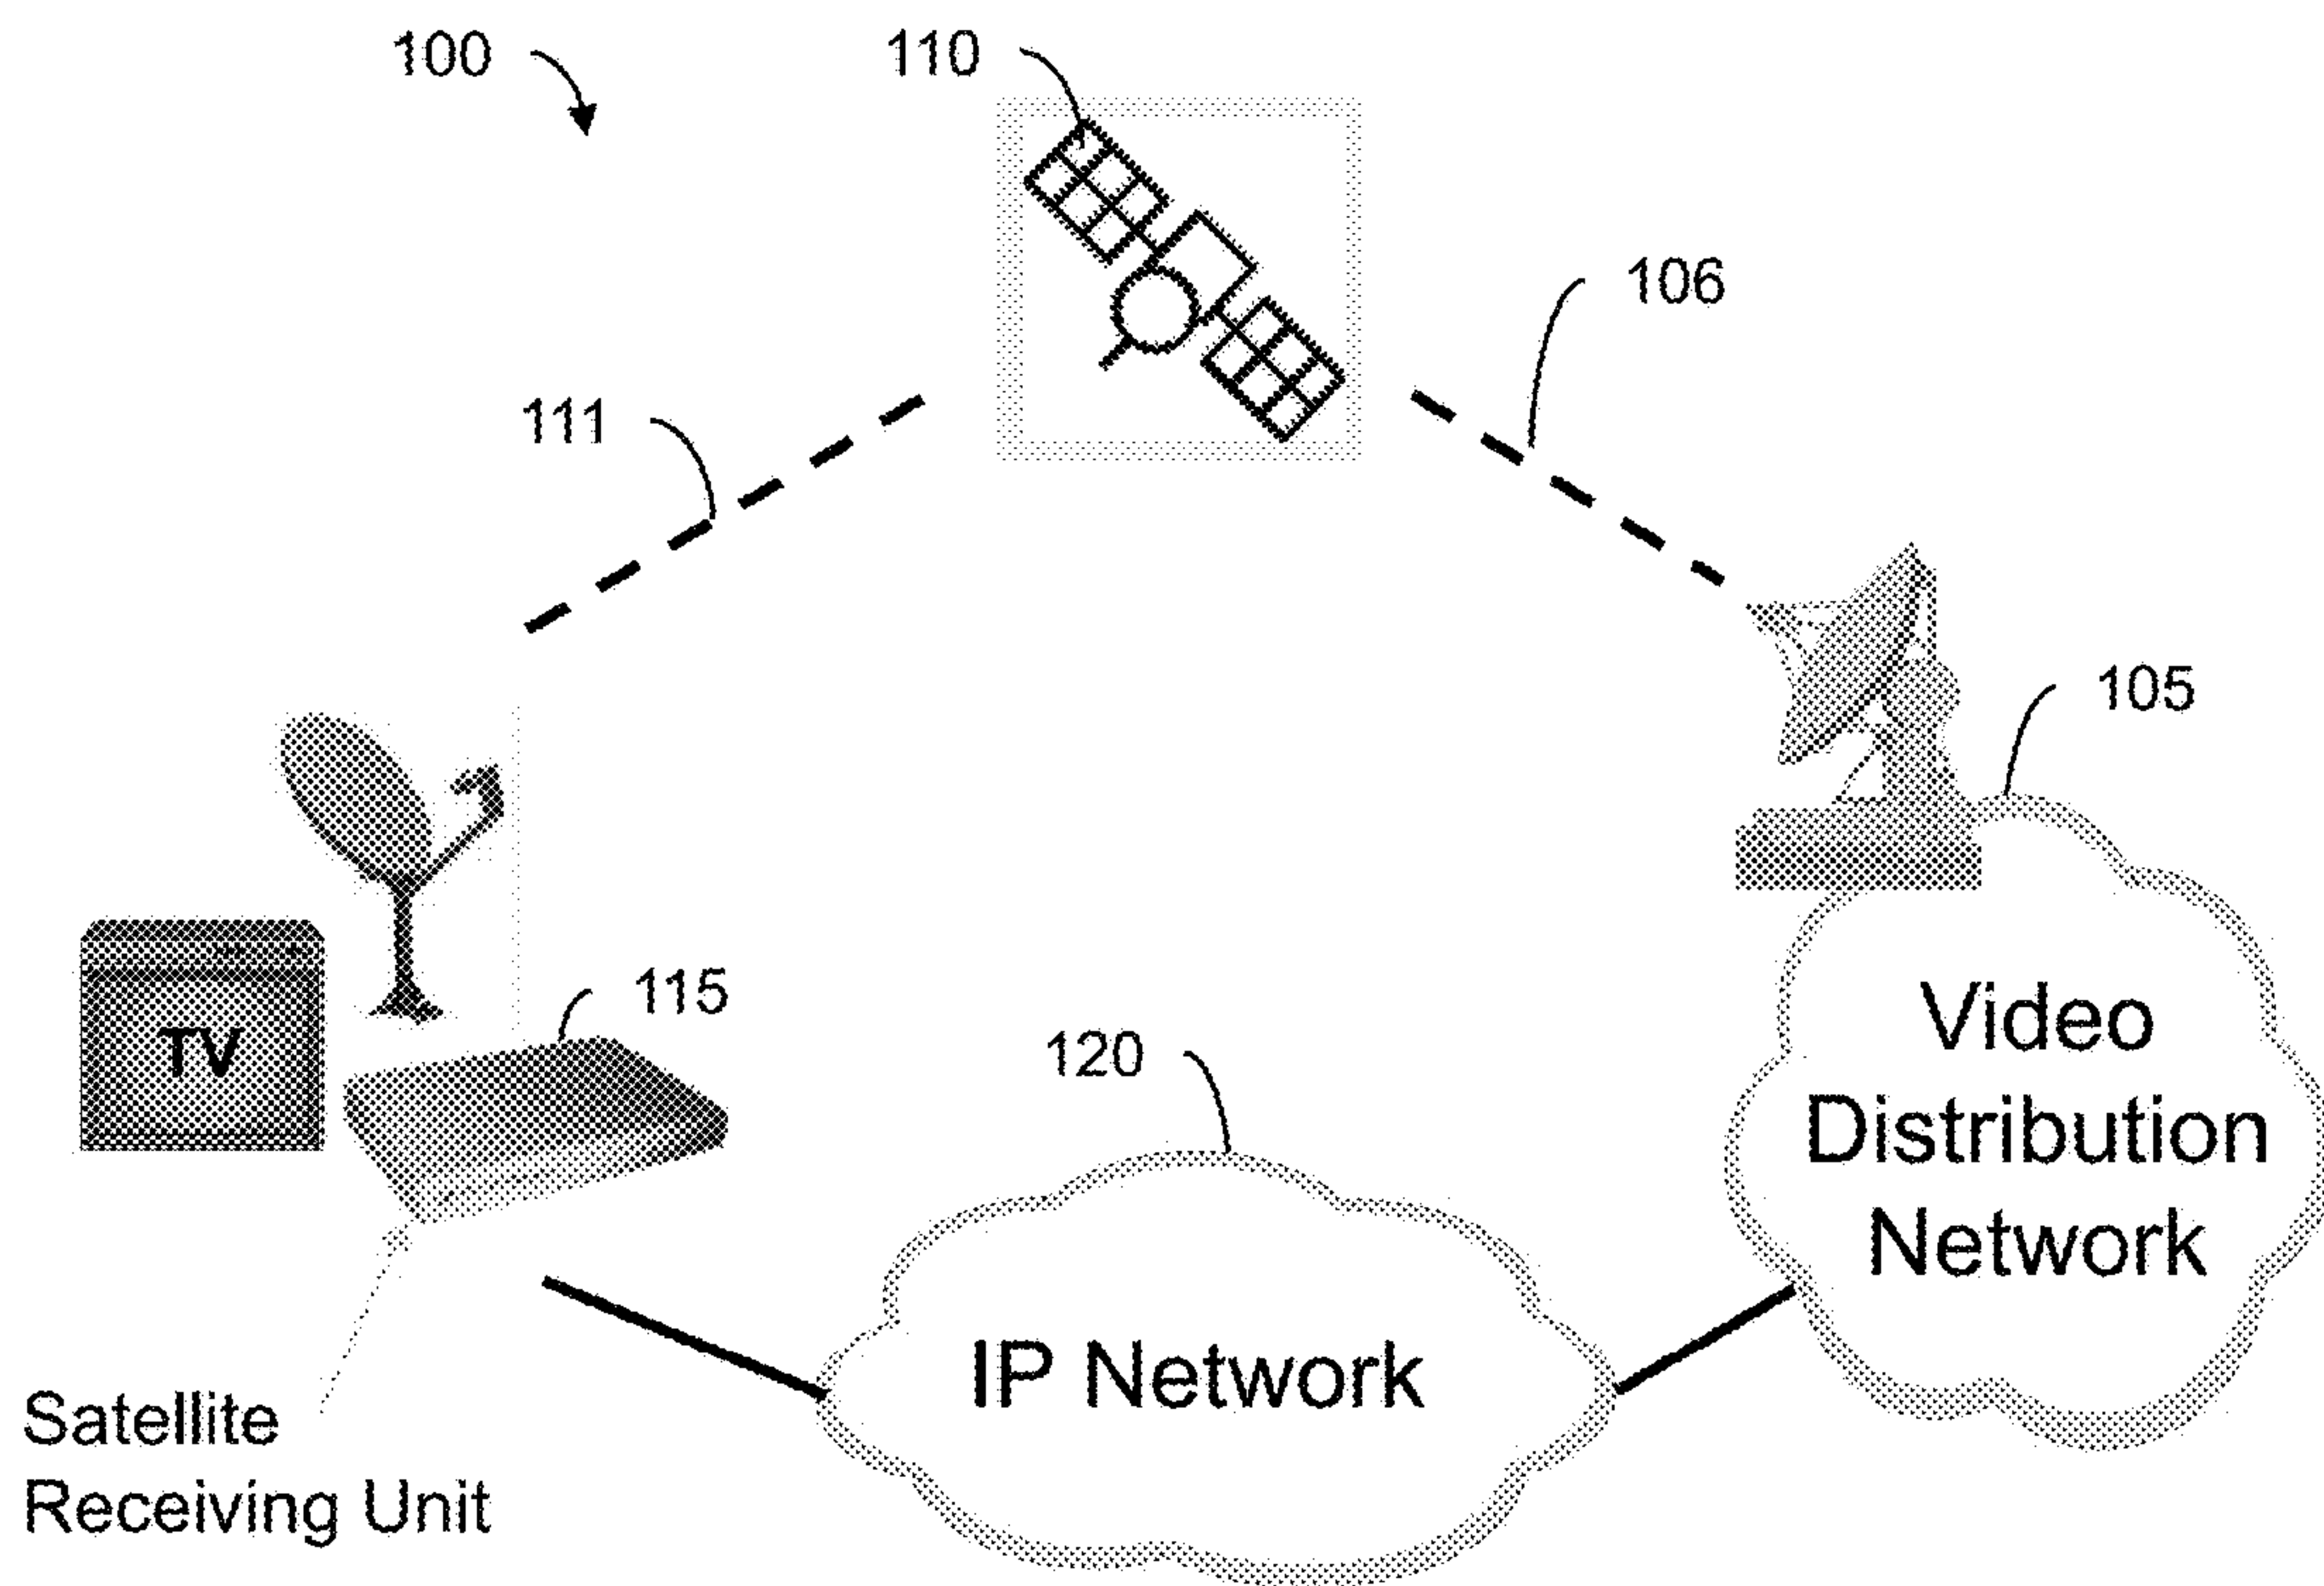 100
110
106
111
105
115
TV
120
Video
Distribution
Network
IP Network
Satellite
Receiving Unit